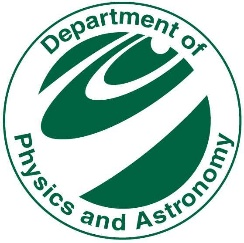 Department of
Physics and Astronomy